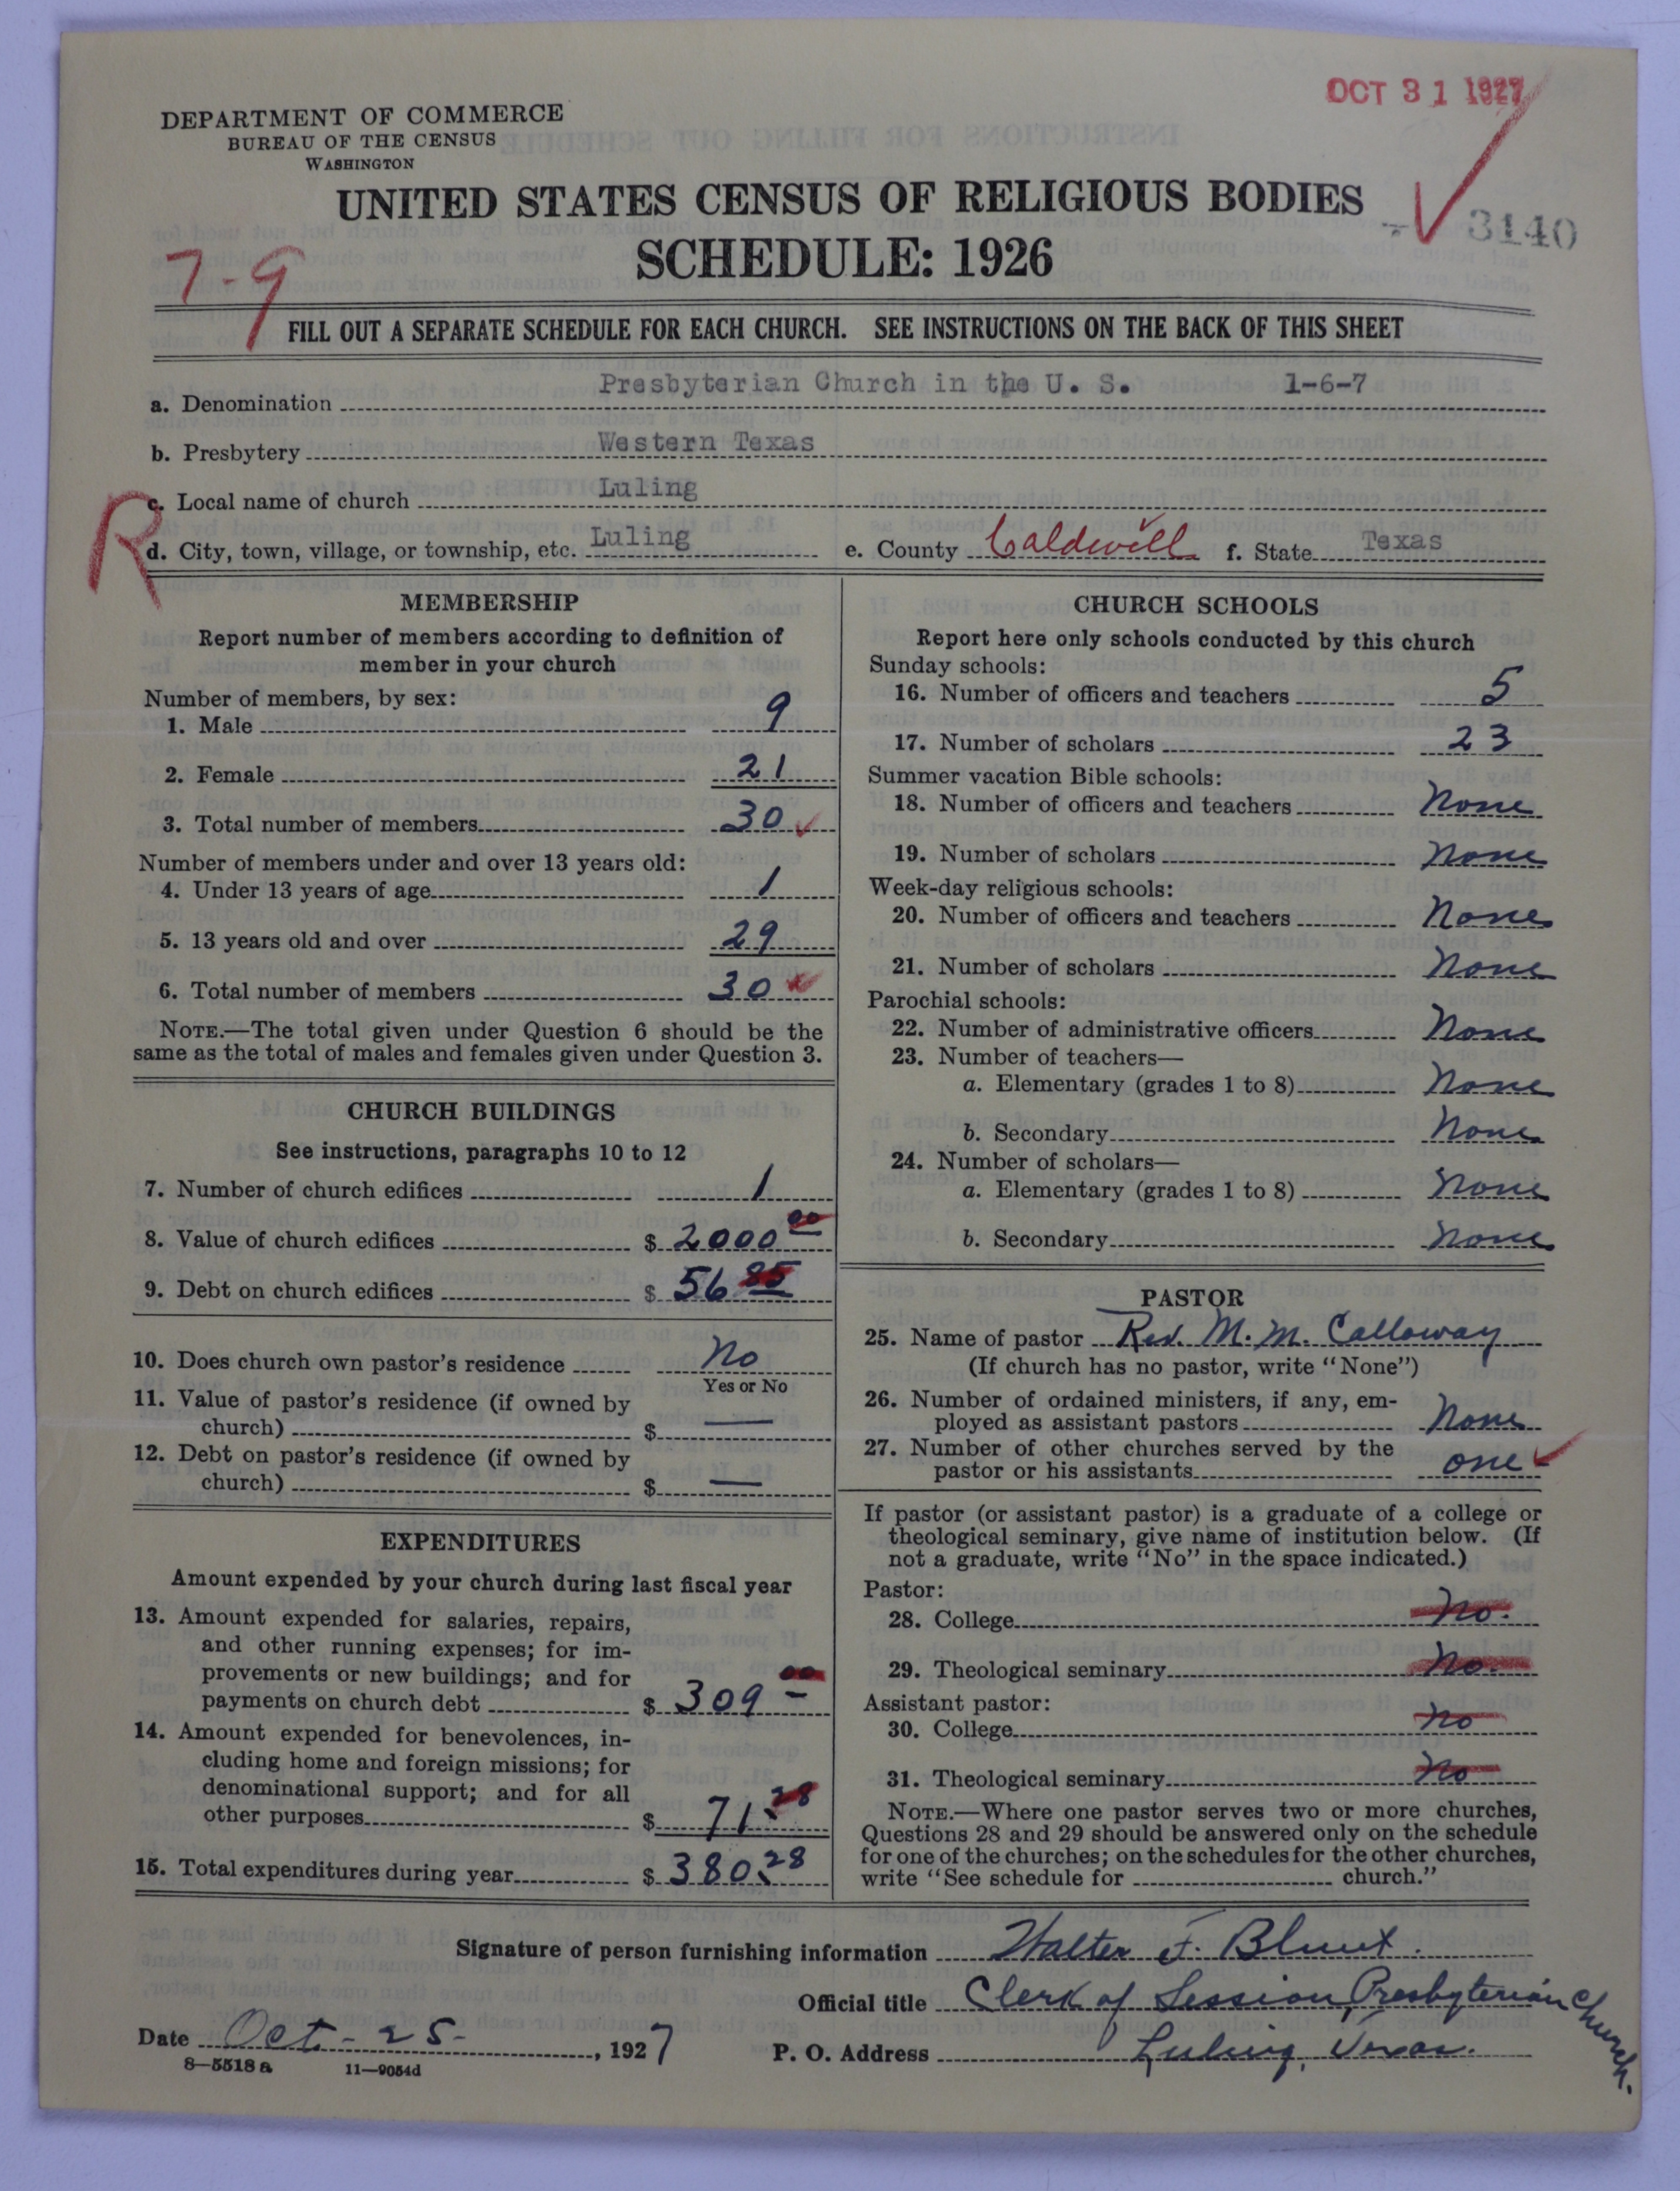 OCT 31 1927
DEPARTMENT OF COMMERCE
BUREAU OF THE CENSUS
WASHINGTON
UNITED STATES CENSUS OF RELIGIOUS BODIES
3140
SCHEDULE: 1926
7-9
FILL OUT A SEPARATE SCHEDULE FOR EACH CHURCH. SEE INSTRUCTIONS ON THE BACK OF THIS SHEET
a. Denomination Presbyterian Church in the U. S. 1-6-7
b. Presbytery Western Texas
c. Local name of church Luling
R
d. City, town, village, or township, etc. Luling e. County Caldwell f. State Texas
MEMBERSHIP
Report number of members according to definition of
member in your church
Number of members, by sex:
1. Male 9
2. Female 21
3. Total number of members 30
Number of members under and over 13 years old:
4. Under 13 years of age 1
5. 13 years old and over 29
6. Total number of members 30
NOTE.—The total given under Question 6 should be the
same as the total of males and females given under Question 3.
CHURCH BUILDINGS
See instructions, paragraphs 10 to 12
7. Number of church edifices 1
8. Value of church edifices $ 2000 00
9. Debt on church edifices $ 56 85
10. Does church own pastor's residence No
Yes or No
11. Value of pastor's residence (if owned by
church) $ —
12. Debt on pastor's residence (if owned by
church) $ —
EXPENDITURES
Amount expended by your church during last fiscal year
13. Amount expended for salaries, repairs,
and other running expenses; for im-
provements or new buildings; and for
payments on church debt $ 309 00
14. Amount expended for benevolences, in-
cluding home and foreign missions; for
denominational support; and for all
other purposes $ 71.28
15. Total expenditures during year $ 380.28
CHURCH SCHOOLS
Report here only schools conducted by this church
Sunday schools:
16. Number of officers and teachers 5
17. Number of scholars 23
Summer vacation Bible schools:
18. Number of officers and teachers None
19. Number of scholars None
Week-day religious schools:
20. Number of officers and teachers None
21. Number of scholars None
Parochial schools:
22. Number of administrative officers None
23. Number of teachers—
a. Elementary (grades 1 to 8) None
b. Secondary None
24. Number of scholars—
a. Elementary (grades 1 to 8) None
b. Secondary None
PASTOR
25. Name of pastor Rev. M. M. Calloway
(If church has no pastor, write "None")
26. Number of ordained ministers, if any, em-
ployed as assistant pastors None
27. Number of other churches served by the
pastor or his assistants one
If pastor (or assistant pastor) is a graduate of a college or
theological seminary, give name of institution below. (If
not a graduate, write "No" in the space indicated.)
Pastor:
28. College No.
29. Theological seminary No.
Assistant pastor:
30. College No
31. Theological seminary No
NOTE.—Where one pastor serves two or more churches,
Questions 28 and 29 should be answered only on the schedule
for one of the churches; on the schedules for the other churches,
write "See schedule for church."
Signature of person furnishing information Walter F. Blunt.
Official title Clerk of Session, Presbyterian Church.
Date Oct - 25 - , 1927
P. O. Address Luling, Texas.
8—5518 a 11—9054d